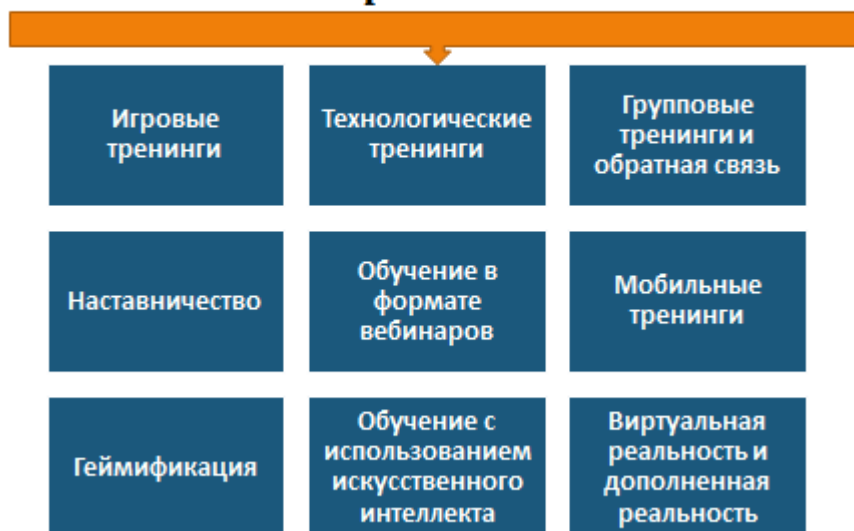 Игровые
тренинги
Технологические
тренинги
Групповые
тренинги и
обратная связь
Наставничество
Обучение в
формате
вебинаров
Мобильные
тренинги
Геймификация
Обучение с
использованием
искусственного
интеллекта
Виртуальная
реальность и
дополненная
реальность